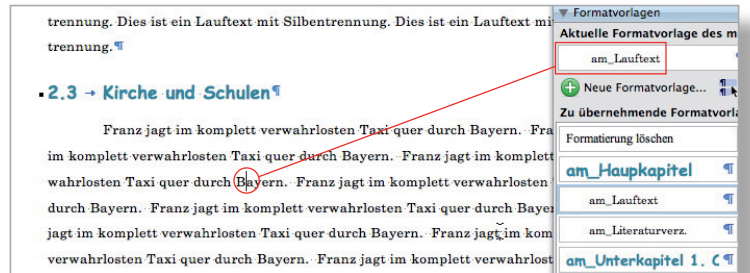 trennung. Dies ist ein Lauftext mit Silbentrennung. Dies ist ein Lauftext mi
trennung.¶
2.3 → Kirche und Schulen¶
Franz jagt im komplett verwahrlosten Taxi quer durch Bayern. Fra
im komplett verwahrlosten Taxi quer durch Bayern. Franz jagt im komplett
wahrlosten Taxi quer durch Bayern. Franz jagt im komplett verwahrlosten
durch Bayern. Franz jagt im komplett verwahrlosten Taxi quer durch Baye
jagt im komplett verwahrlosten Taxi quer durch Bayern. Franz jagt im kom
verwahrlosten Taxi quer durch Bayern. Franz jagt im komplett verwahrlost
Formatvorlagen
Aktuelle Formatvorlage des m
am_Lauftext
Neue Formatvorlage...
Zu übernehmende Formatvorla
Formatierung löschen
am_Haupkapitel ¶
am_Lauftext ¶
am_Literaturverz. ¶
am_Unterkapitel 1. C ¶